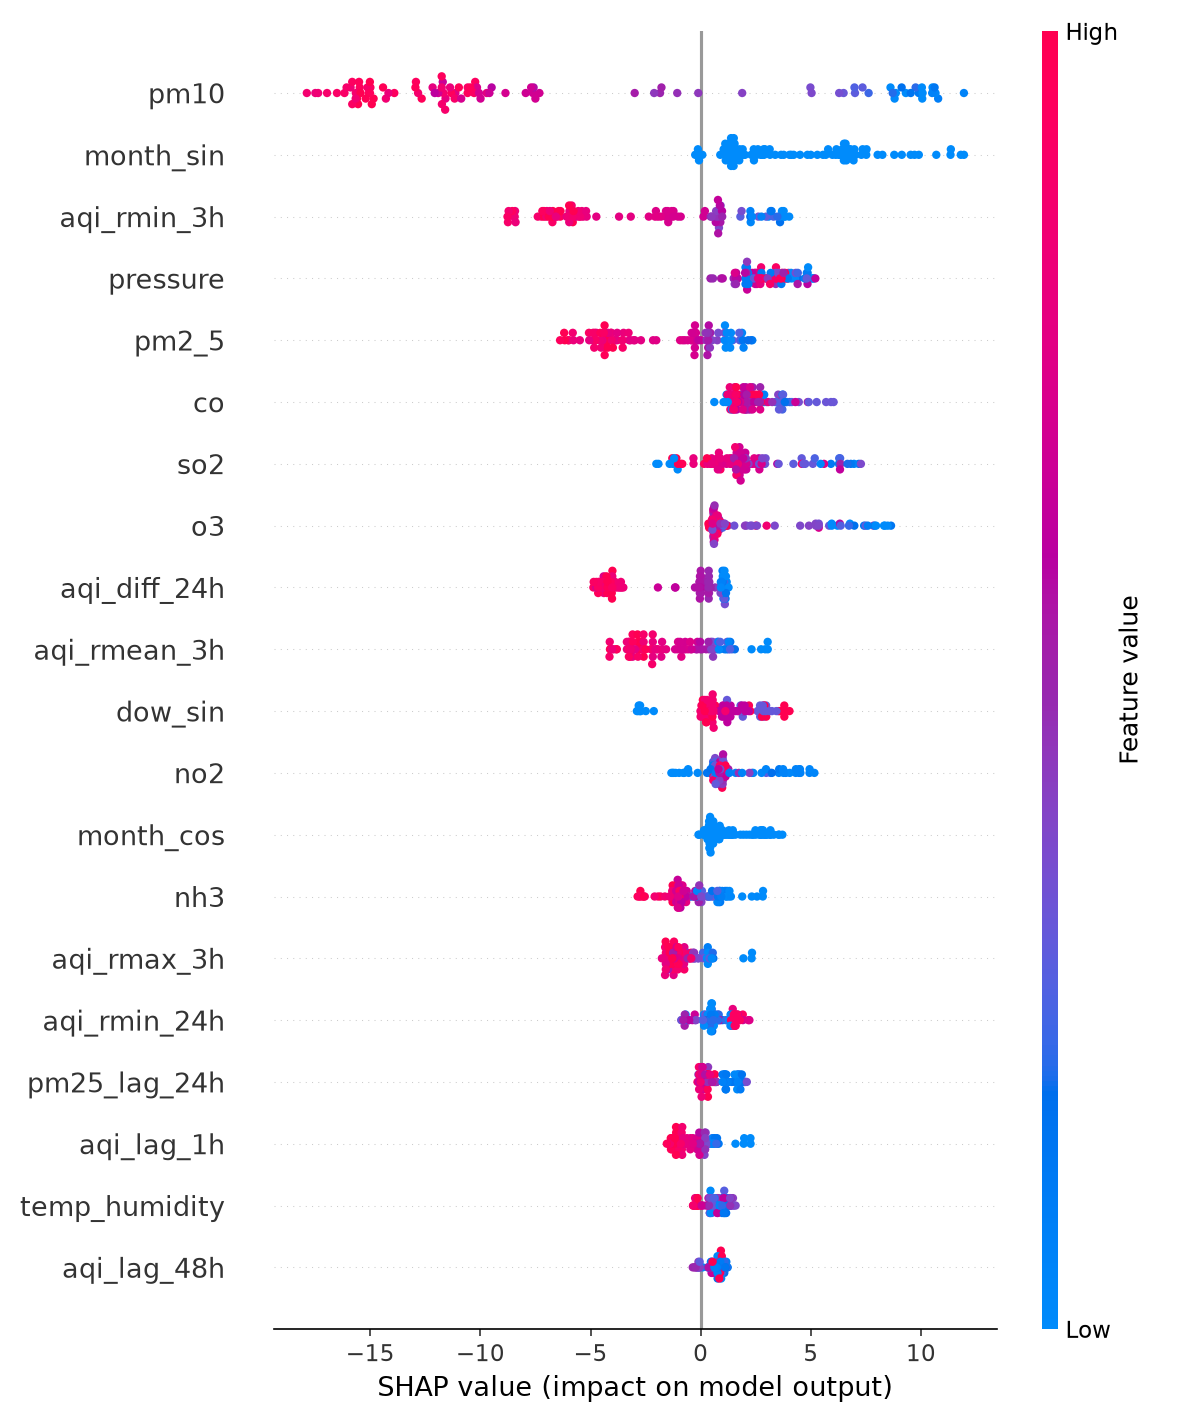 High
pm10
month_sin
aqi_rmin_3h
pressure
pm2_5
co
so2
o3
aqi_diff_24h
aqi_rmean_3h
dow_sin
no2
month_cos
nh3
aqi_rmax_3h
aqi_rmin_24h
pm25_lag_24h
aqi_lag_1h
temp_humidity
aqi_lag_48h
Feature value
Low
−15 −10 −5 0 5 10
SHAP value (impact on model output)